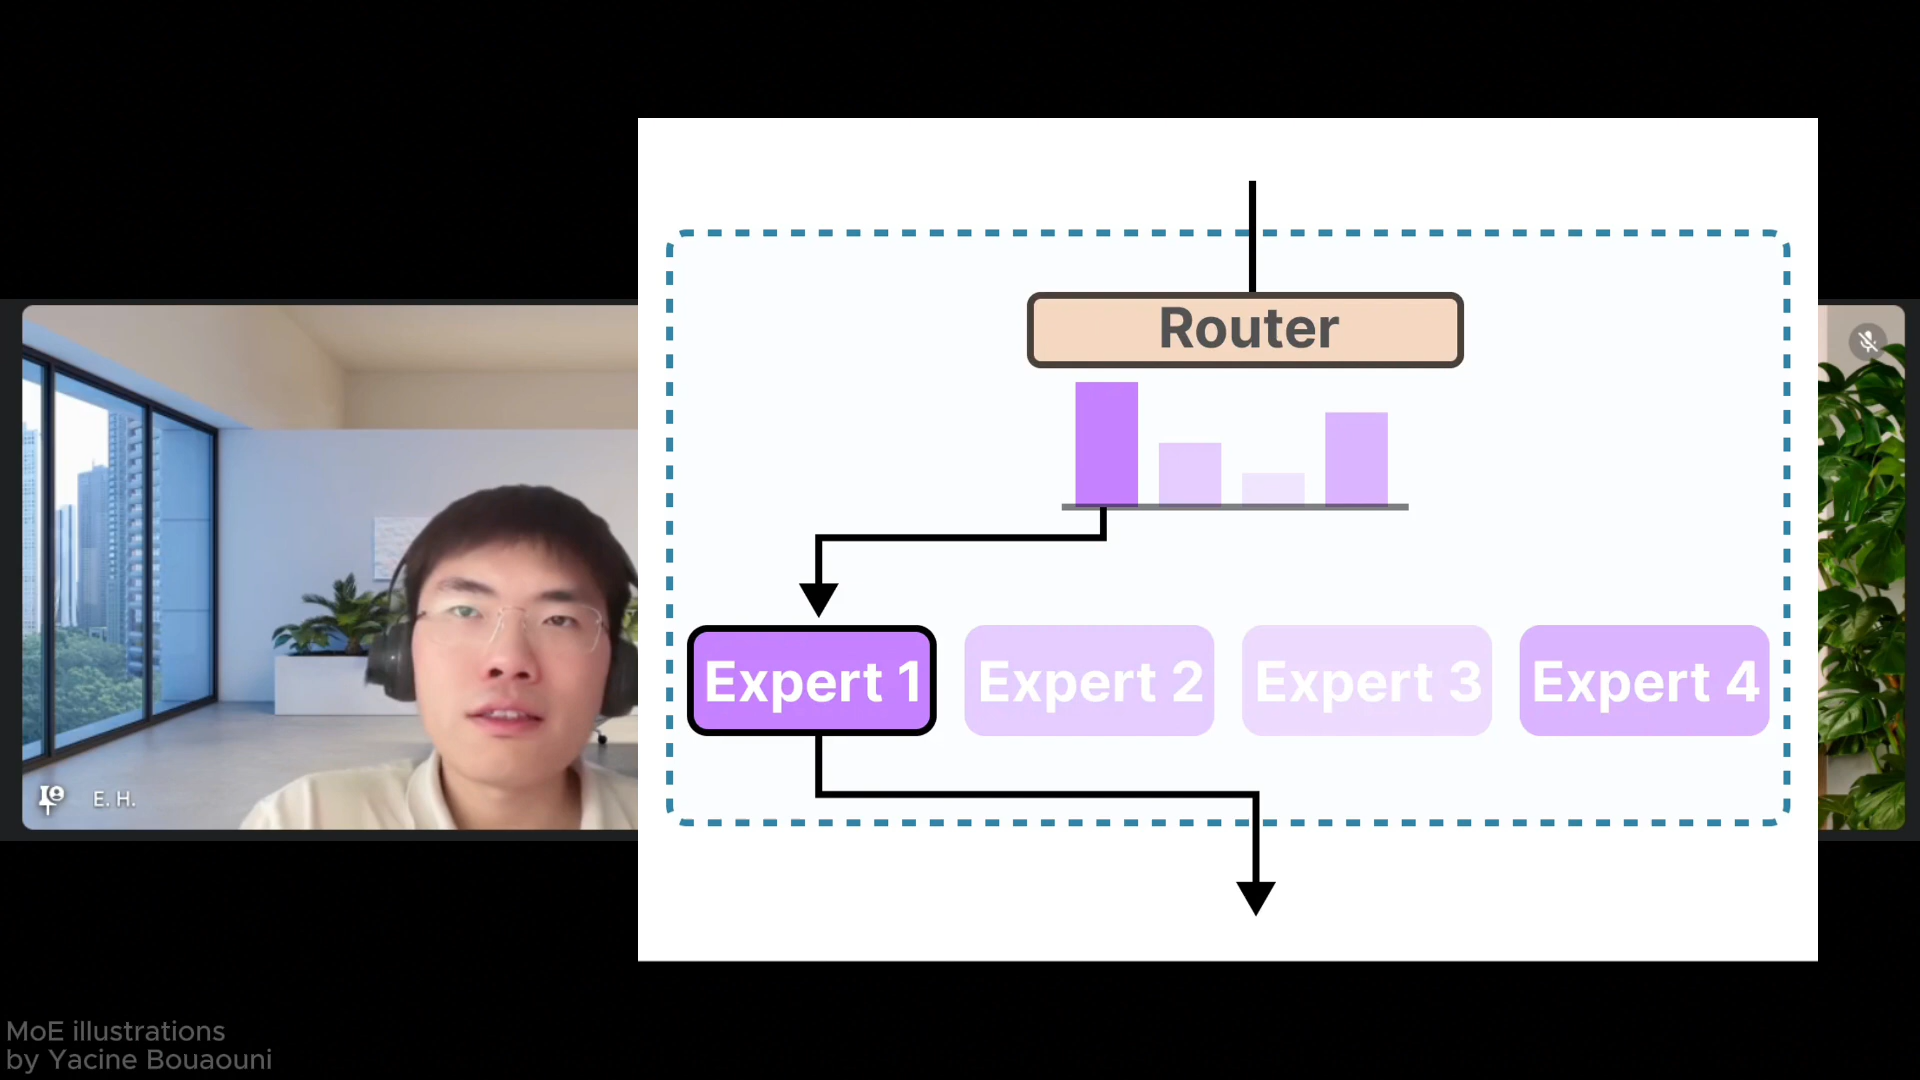 Router
Expert 1
Expert 2
Expert 3
Expert 4
E. H.
MoE illustrations
by Yacine Bouaouni